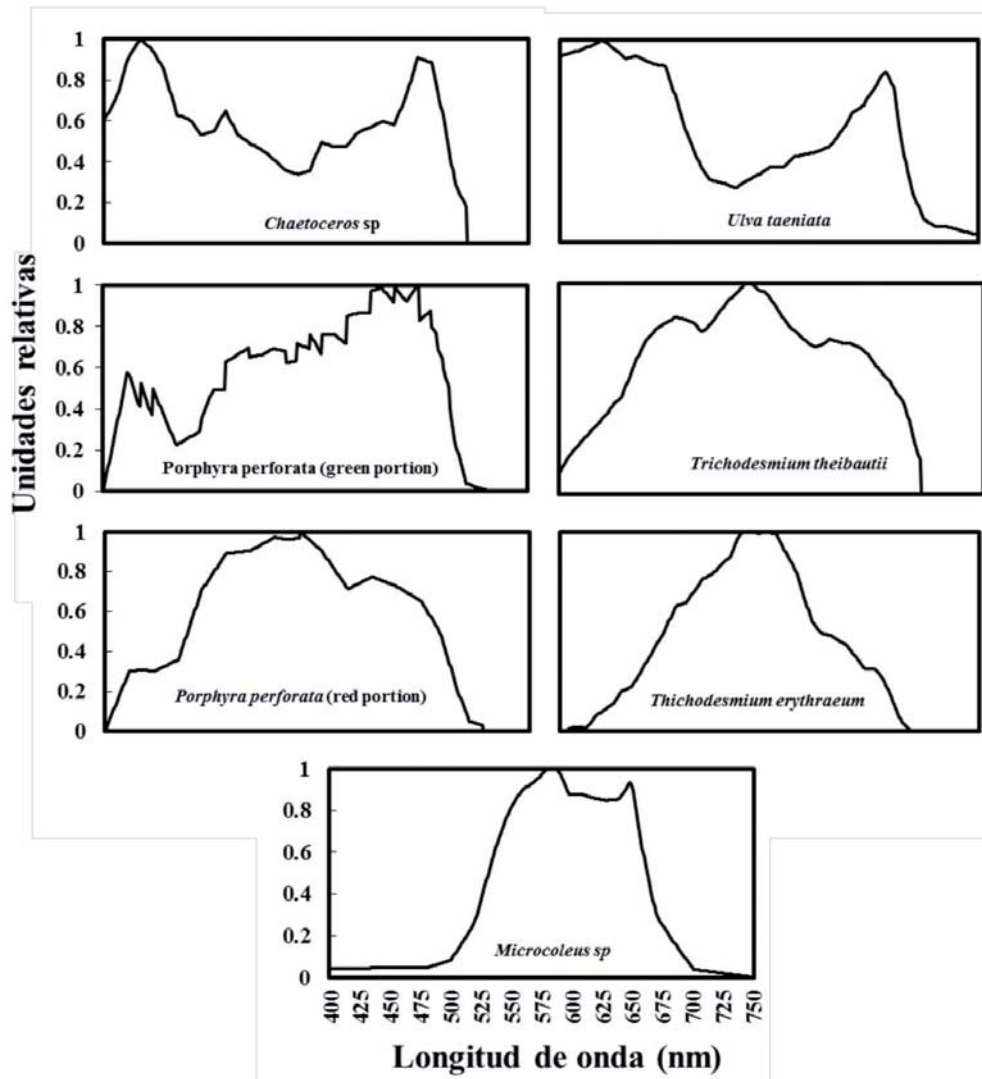 Unidades relativas
1
0.8
0.6
0.4
0.2
0
Chaetoceros sp
Ulva taeniata
1
0.8
0.6
0.4
0.2
0
Porphyra perforata (green portion)
Trichodesmium theibautii
1
0.8
0.6
0.4
0.2
0
Porphyra perforata (red portion)
Thichodesmium erythraeum
1
0.8
0.6
0.4
0.2
0
Microcoleus sp
400 425 450 475 500 525 550 575 600 625 650 675 700 725 750
Longitud de onda (nm)